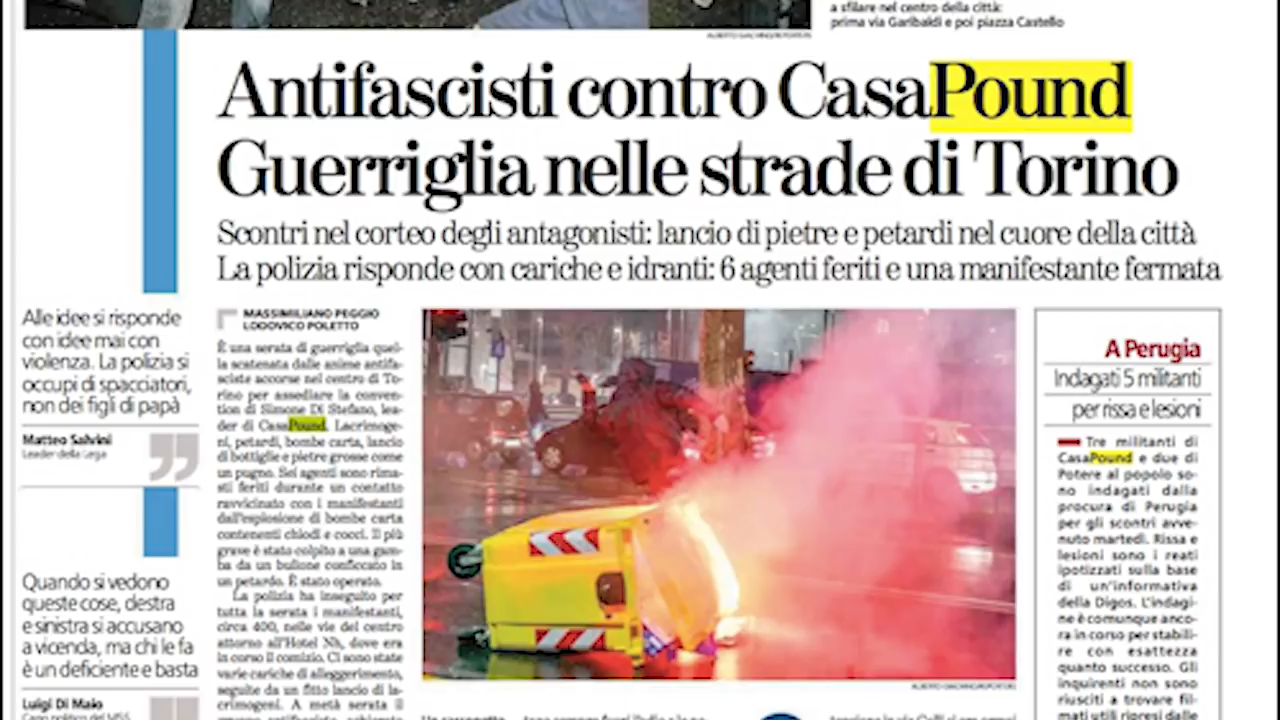 a sfilare nel centro della città:
prima via Garibaldi e poi piazza Castello
Antifascisti contro CasaPound
Guerriglia nelle strade di Torino
Scontri nel corteo degli antagonisti: lancio di pietre e petardi nel cuore della città
La polizia risponde con cariche e idranti: 6 agenti feriti e una manifestante fermata
Alle idee si risponde
con idee mai con
violenza. La polizia si
occupi di spacciatori,
non dei figli di papà
Matteo Salvini
Leader della Lega
Quando si vedono
queste cose, destra
e sinistra si accusano
a vicenda, ma chi le fa
è un deficiente e basta
Luigi Di Maio
Capo politico del M5S
MASSIMILIANO PEGGIO
LODOVICO POLETTO
È una serata di guerriglia quel-
la scatenata dalle anime antifa-
sciste accorse nel centro di To-
rino per assediare la conven-
tion di Simone Di Stefano, lea-
der di CasaPound. Lacrimoge-
ni, petardi, bombe carta, lancio
di bottiglie e pietre grosse come
un pugno. Sei agenti sono rima-
sti feriti durante un contatto
ravvicinato con i manifestanti
dall'esplosione di bombe carta
contenenti chiodi e cocci. Il più
grave è stato colpito a una gam-
ba da un bullone conficcato in
un petardo. È stato operato.
La polizia ha inseguito per
tutta la serata i manifestanti,
circa 400, nelle vie del centro
attorno all'Hotel Nh, dove era
in corso il comizio. Ci sono state
varie cariche di alleggerimento,
seguite da un fitto lancio di la-
crimogeni. A metà serata il
A Perugia
Indagati 5 militanti
per rissa e lesioni
Tre militanti di
CasaPound e due di
Potere al popolo so-
no indagati dalla
procura di Perugia
per gli scontri avve-
nuto martedì. Rissa e
lesioni sono i reati
ipotizzati sulla base
di un'informativa
della Digos. L'indagi-
ne è comunque anco-
ra in corso per stabili-
re con esattezza
quanto successo. Gli
inquirenti non sono
riusciti a trovare fil-
mati utili ripresi dalle